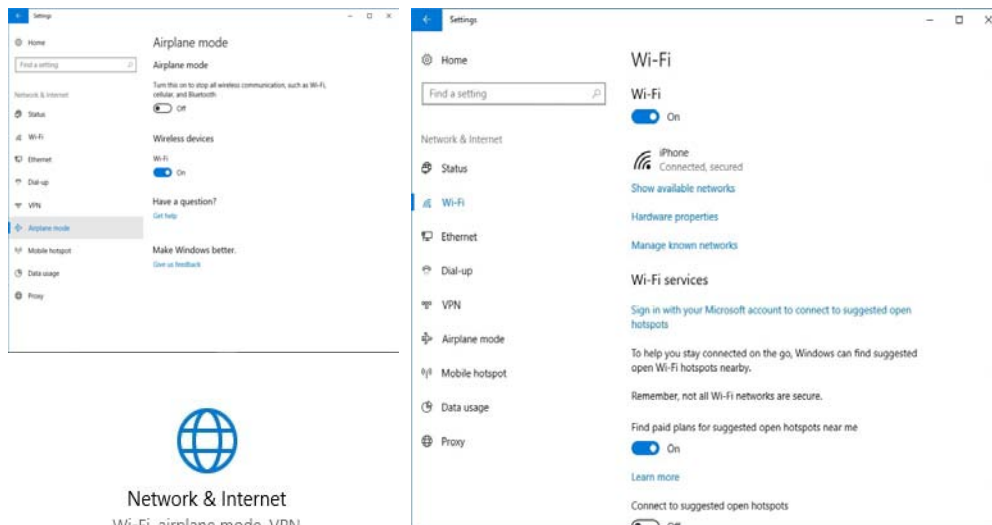 Settings
Home
Airplane mode
Find a setting
Airplane mode
Turn this on to stop all wireless communication, such as Wi-Fi,
cellular, and Bluetooth
Off
Network & Internet
Status
Wi-Fi
Ethernet
Dial-up
VPN
Airplane mode
Mobile hotspot
Data usage
Proxy
Wireless devices
Wi-Fi
On
Have a question?
Get help
Make Windows better.
Give us feedback
Network & Internet
Wi-Fi, airplane mode, VPN
Settings
Home
Find a setting
Network & Internet
Status
Wi-Fi
Ethernet
Dial-up
VPN
Airplane mode
Mobile hotspot
Data usage
Proxy
Wi-Fi
Wi-Fi
On
iPhone
Connected, secured
Show available networks
Hardware properties
Manage known networks
Wi-Fi services
Sign in with your Microsoft account to connect to suggested open
hotspots
To help you stay connected on the go, Windows can find suggested
open Wi-Fi hotspots nearby.
Remember, not all Wi-Fi networks are secure.
Find paid plans for suggested open hotspots near me
On
Learn more
Connect to suggested open hotspots
Off